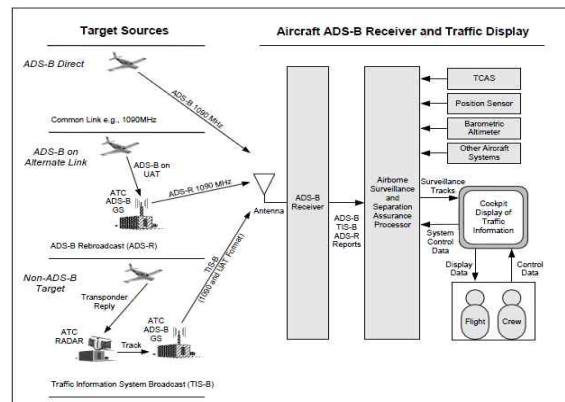 Target Sources
Aircraft ADS-B Receiver and Traffic Display
ADS-B Direct
ADS-B 1090 MHz
Common Link e.g., 1090MHz
ADS-B on
Alternate Link
ADS-B on
UAT
ATC
ADS-B
GS
ADS-R 1090 MHz
ADS-B Rebroadcast (ADS-R)
Non-ADS-B
Target
Transponder
Reply
ATC
RADAR
Track
ATC
ADS-B
GS
TIS-B
(1090 and UAT Format)
Traffic Information System Broadcast (TIS-B)
Antenna
ADS-B
Receiver
ADS-B
TIS-B
ADS-R
Reports
Airborne
Surveillance
and
Separation
Assurance
Processor
TCAS
Position Sensor
Barometric
Altimeter
Other Aircraft
Systems
Surveillance
Tracks
Cockpit
Display of
Traffic
Information
System
Control
Data
Display
Data
Control
Data
Flight
Crew